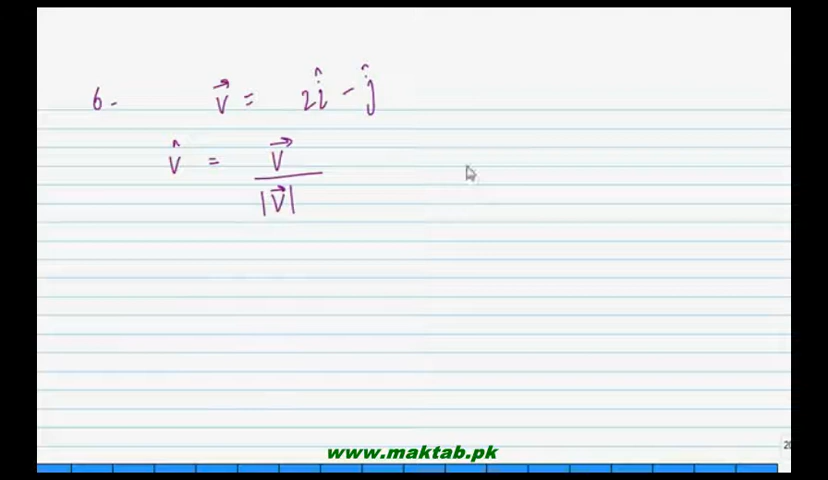 6- v⃗ = 2î - ĵ
v̂ = v⃗ / |v⃗|
www.maktab.pk